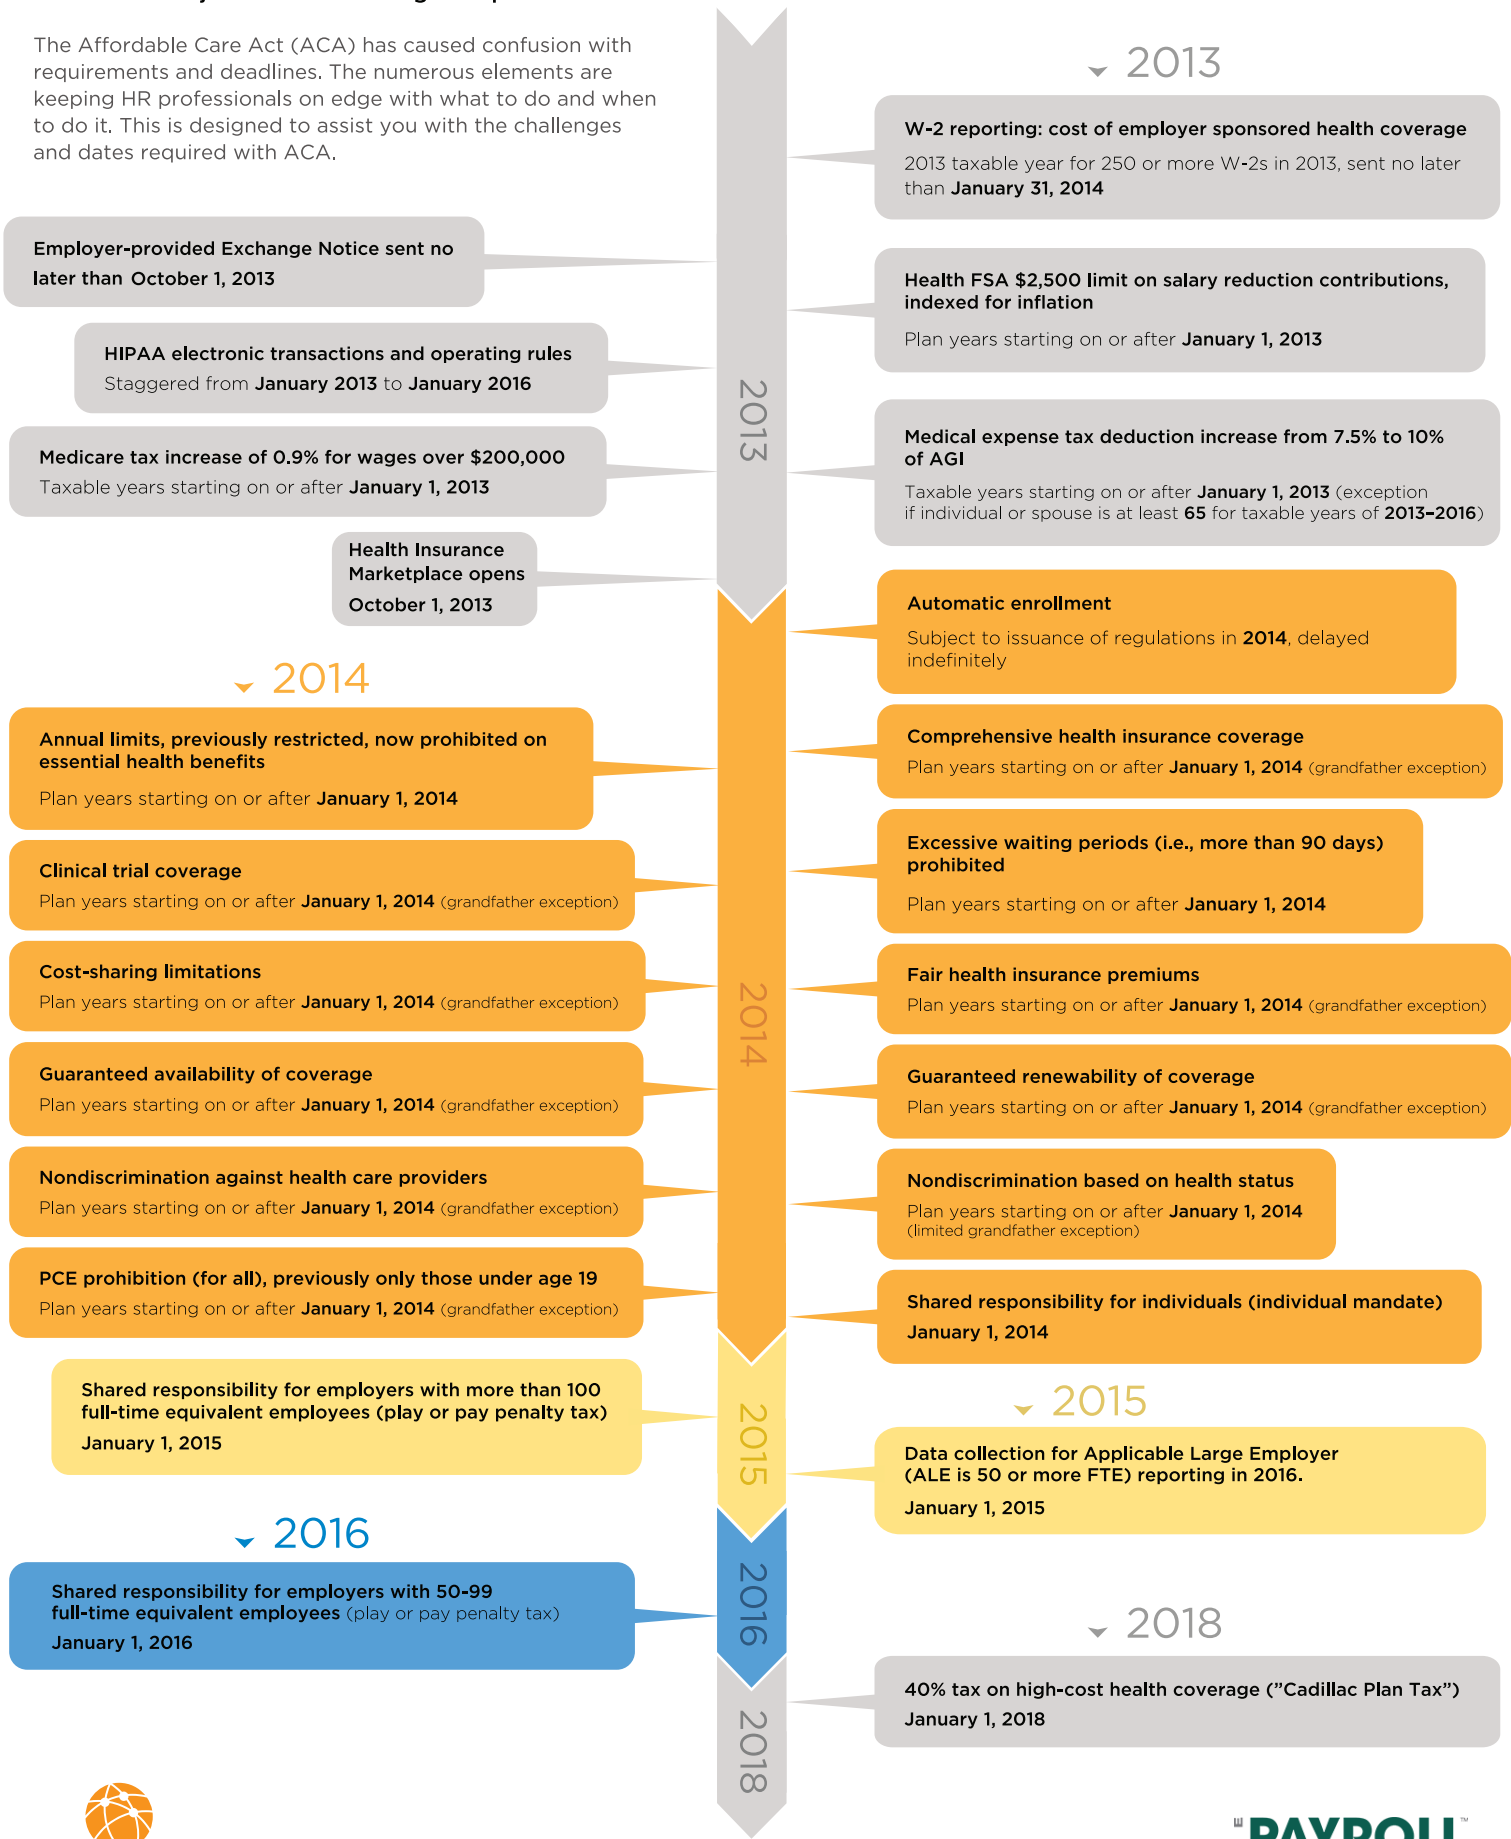 The Affordable Care Act (ACA) has caused confusion with
requirements and deadlines. The numerous elements are
keeping HR professionals on edge with what to do and when
to do it. This is designed to assist you with the challenges
and dates required with ACA.
2013
W-2 reporting: cost of employer sponsored health coverage
2013 taxable year for 250 or more W-2s in 2013, sent no later
than January 31, 2014
Employer-provided Exchange Notice sent no
later than October 1, 2013
Health FSA $2,500 limit on salary reduction contributions,
indexed for inflation
Plan years starting on or after January 1, 2013
HIPAA electronic transactions and operating rules
Staggered from January 2013 to January 2016
2013
Medical expense tax deduction increase from 7.5% to 10%
of AGI
Taxable years starting on or after January 1, 2013 (exception
if individual or spouse is at least 65 for taxable years of 2013–2016)
Medicare tax increase of 0.9% for wages over $200,000
Taxable years starting on or after January 1, 2013
Health Insurance
Marketplace opens
October 1, 2013
Automatic enrollment
Subject to issuance of regulations in 2014, delayed
indefinitely
2014
Annual limits, previously restricted, now prohibited on
essential health benefits
Plan years starting on or after January 1, 2014
Comprehensive health insurance coverage
Plan years starting on or after January 1, 2014 (grandfather exception)
Clinical trial coverage
Plan years starting on or after January 1, 2014 (grandfather exception)
Excessive waiting periods (i.e., more than 90 days)
prohibited
Plan years starting on or after January 1, 2014
Cost-sharing limitations
Plan years starting on or after January 1, 2014 (grandfather exception)
2014
Fair health insurance premiums
Plan years starting on or after January 1, 2014 (grandfather exception)
Guaranteed availability of coverage
Plan years starting on or after January 1, 2014 (grandfather exception)
Guaranteed renewability of coverage
Plan years starting on or after January 1, 2014 (grandfather exception)
Nondiscrimination against health care providers
Plan years starting on or after January 1, 2014 (grandfather exception)
Nondiscrimination based on health status
Plan years starting on or after January 1, 2014
(limited grandfather exception)
PCE prohibition (for all), previously only those under age 19
Plan years starting on or after January 1, 2014 (grandfather exception)
Shared responsibility for individuals (individual mandate)
January 1, 2014
Shared responsibility for employers with more than 100
full-time equivalent employees (play or pay penalty tax)
January 1, 2015
2015
2015
Data collection for Applicable Large Employer
(ALE is 50 or more FTE) reporting in 2016.
January 1, 2015
2016
Shared responsibility for employers with 50-99
full-time equivalent employees (play or pay penalty tax)
January 1, 2016
2016
2018
40% tax on high-cost health coverage (”Cadillac Plan Tax”)
January 1, 2018
2018
PAYROLL™